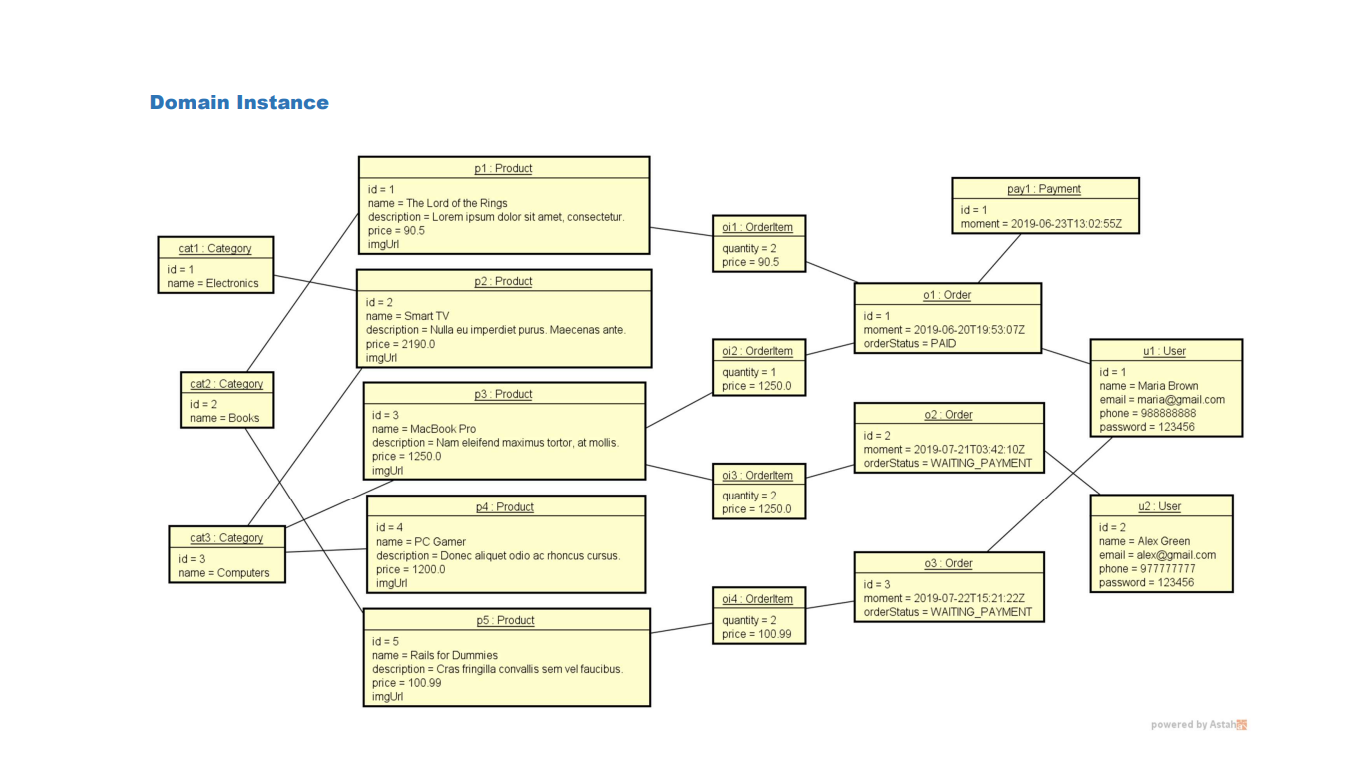 Domain Instance
p1 : Product
id = 1
name = The Lord of the Rings
description = Lorem ipsum dolor sit amet, consectetur.
price = 90.5
imgUrl
pay1 : Payment
id = 1
moment = 2019-06-23T13:02:55Z
oi1 : OrderItem
quantity = 2
price = 90.5
cat1 : Category
id = 1
name = Electronics
p2 : Product
id = 2
name = Smart TV
description = Nulla eu imperdiet purus. Maecenas ante.
price = 2190.0
imgUrl
o1 : Order
id = 1
moment = 2019-06-20T19:53:07Z
orderStatus = PAID
oi2 : OrderItem
quantity = 1
price = 1250.0
u1 : User
id = 1
name = Maria Brown
email = maria@gmail.com
phone = 988888888
password = 123456
cat2 : Category
id = 2
name = Books
p3 : Product
id = 3
name = MacBook Pro
description = Nam eleifend maximus tortor, at mollis.
price = 1250.0
imgUrl
o2 : Order
id = 2
moment = 2019-07-21T03:42:10Z
orderStatus = WAITING_PAYMENT
oi3 : OrderItem
quantity = 2
price = 1250.0
p4 : Product
id = 4
name = PC Gamer
description = Donec aliquet odio ac rhoncus cursus.
price = 1200.0
imgUrl
u2 : User
id = 2
name = Alex Green
email = alex@gmail.com
phone = 977777777
password = 123456
cat3 : Category
id = 3
name = Computers
o3 : Order
id = 3
moment = 2019-07-22T15:21:22Z
orderStatus = WAITING_PAYMENT
oi4 : OrderItem
quantity = 2
price = 100.99
p5 : Product
id = 5
name = Rails for Dummies
description = Cras fringilla convallis sem vel faucibus.
price = 100.99
imgUrl
powered by Astah